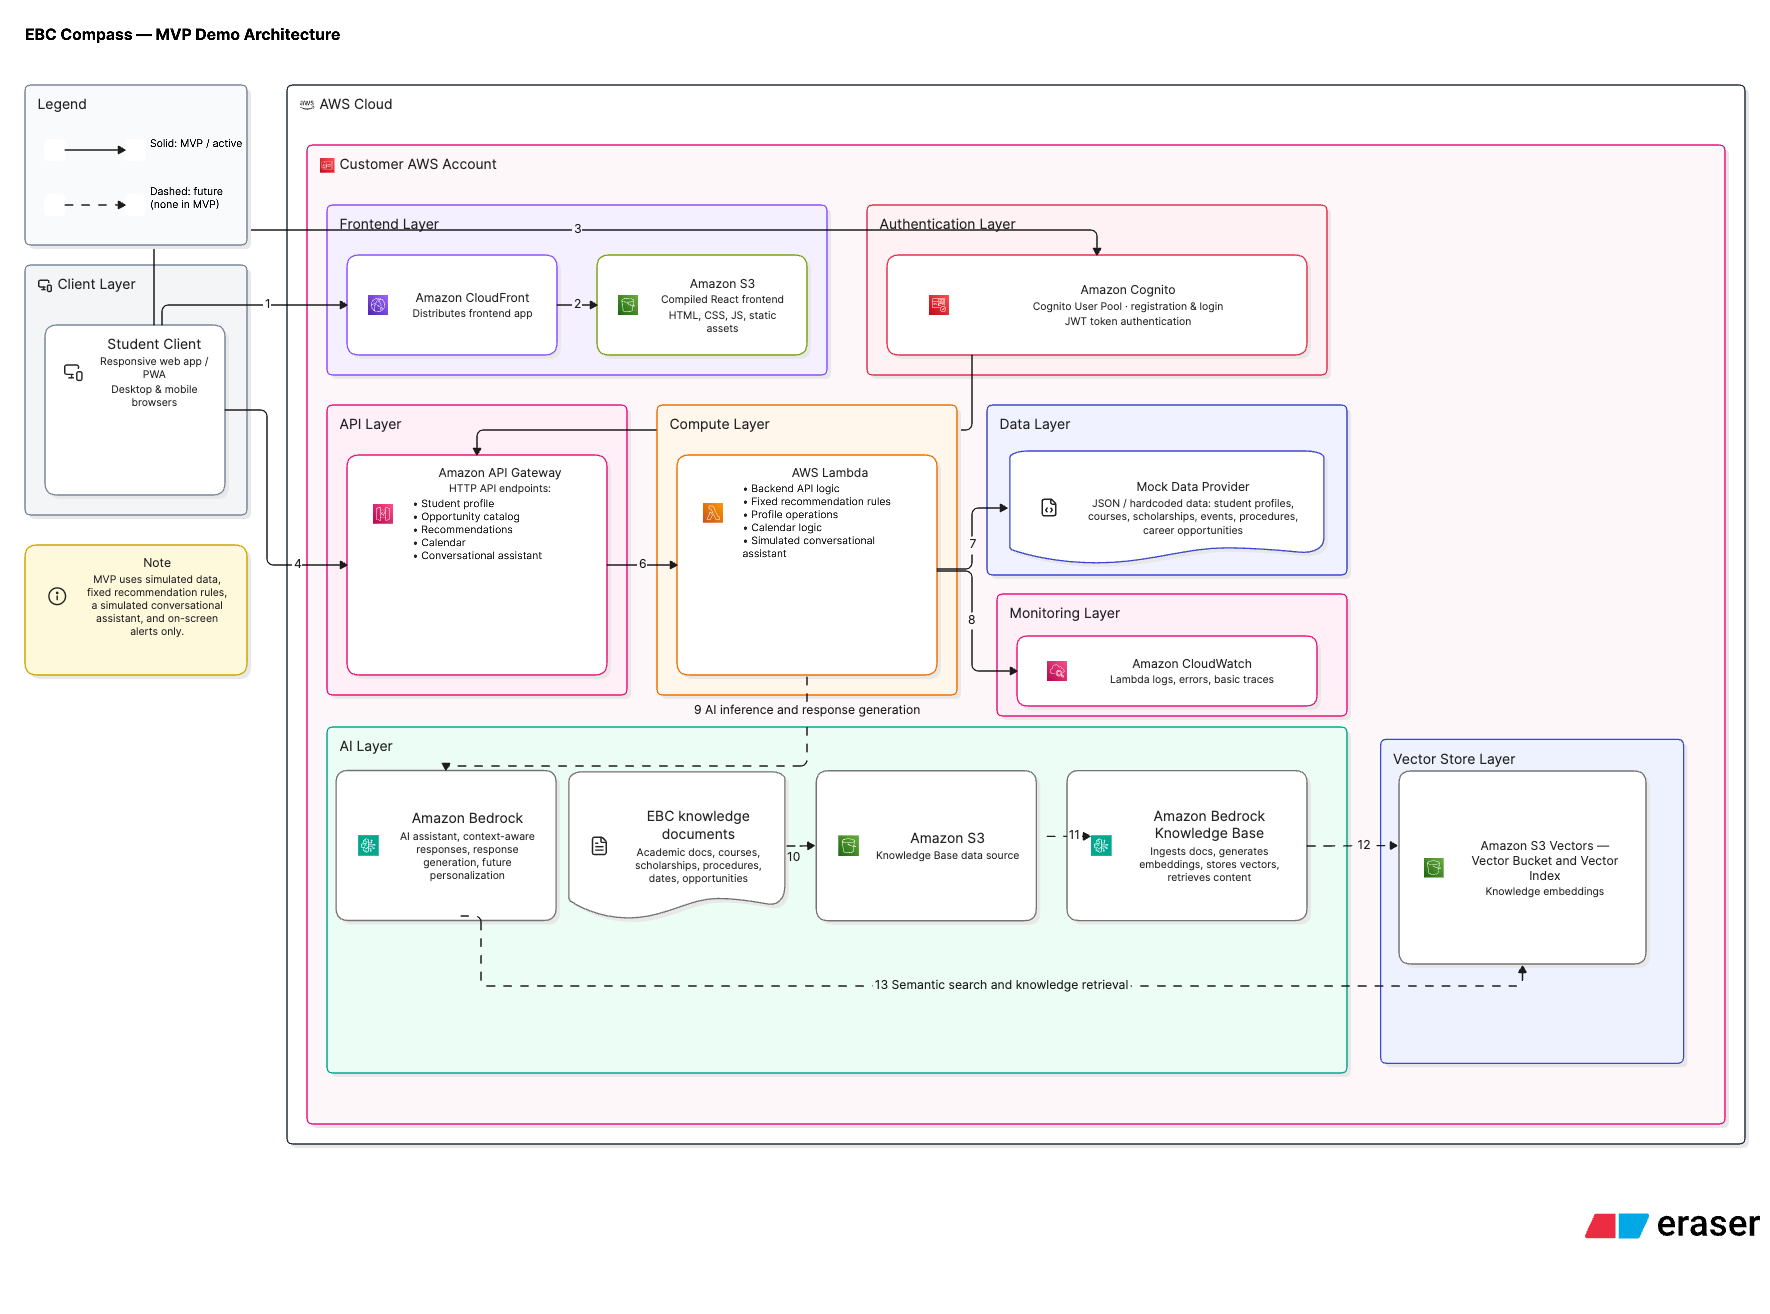 EBC Compass — MVP Demo Architecture
Legend
Solid: MVP / active
Dashed: future
(none in MVP)
aws
AWS Cloud
Customer AWS Account
Client Layer
Student Client
Responsive web app /
PWA
Desktop & mobile
browsers
Note
MVP uses simulated data,
fixed recommendation rules,
a simulated conversational
assistant, and on-screen
alerts only.
Frontend Layer
1
Amazon CloudFront
Distributes frontend app
2
Amazon S3
Compiled React frontend
HTML, CSS, JS, static
assets
3
Authentication Layer
Amazon Cognito
Cognito User Pool · registration & login
JWT token authentication
API Layer
4
Amazon API Gateway
HTTP API endpoints:
• Student profile
• Opportunity catalog
• Recommendations
• Calendar
• Conversational assistant
6
Compute Layer
AWS Lambda
• Backend API logic
• Fixed recommendation rules
• Profile operations
• Calendar logic
• Simulated conversational
assistant
7
8
Data Layer
Mock Data Provider
JSON / hardcoded data: student profiles,
courses, scholarships, events, procedures,
career opportunities
Monitoring Layer
Amazon CloudWatch
Lambda logs, errors, basic traces
9 AI inference and response generation
AI Layer
Amazon Bedrock
AI assistant, context-aware
responses, response
generation, future
personalization
EBC knowledge
documents
Academic docs, courses,
scholarships, procedures,
dates, opportunities
10
Amazon S3
Knowledge Base data source
11
Amazon Bedrock
Knowledge Base
Ingests docs, generates
embeddings, stores vectors,
retrieves content
12
Vector Store Layer
Amazon S3 Vectors —
Vector Bucket and Vector
Index
Knowledge embeddings
13 Semantic search and knowledge retrieval
eraser